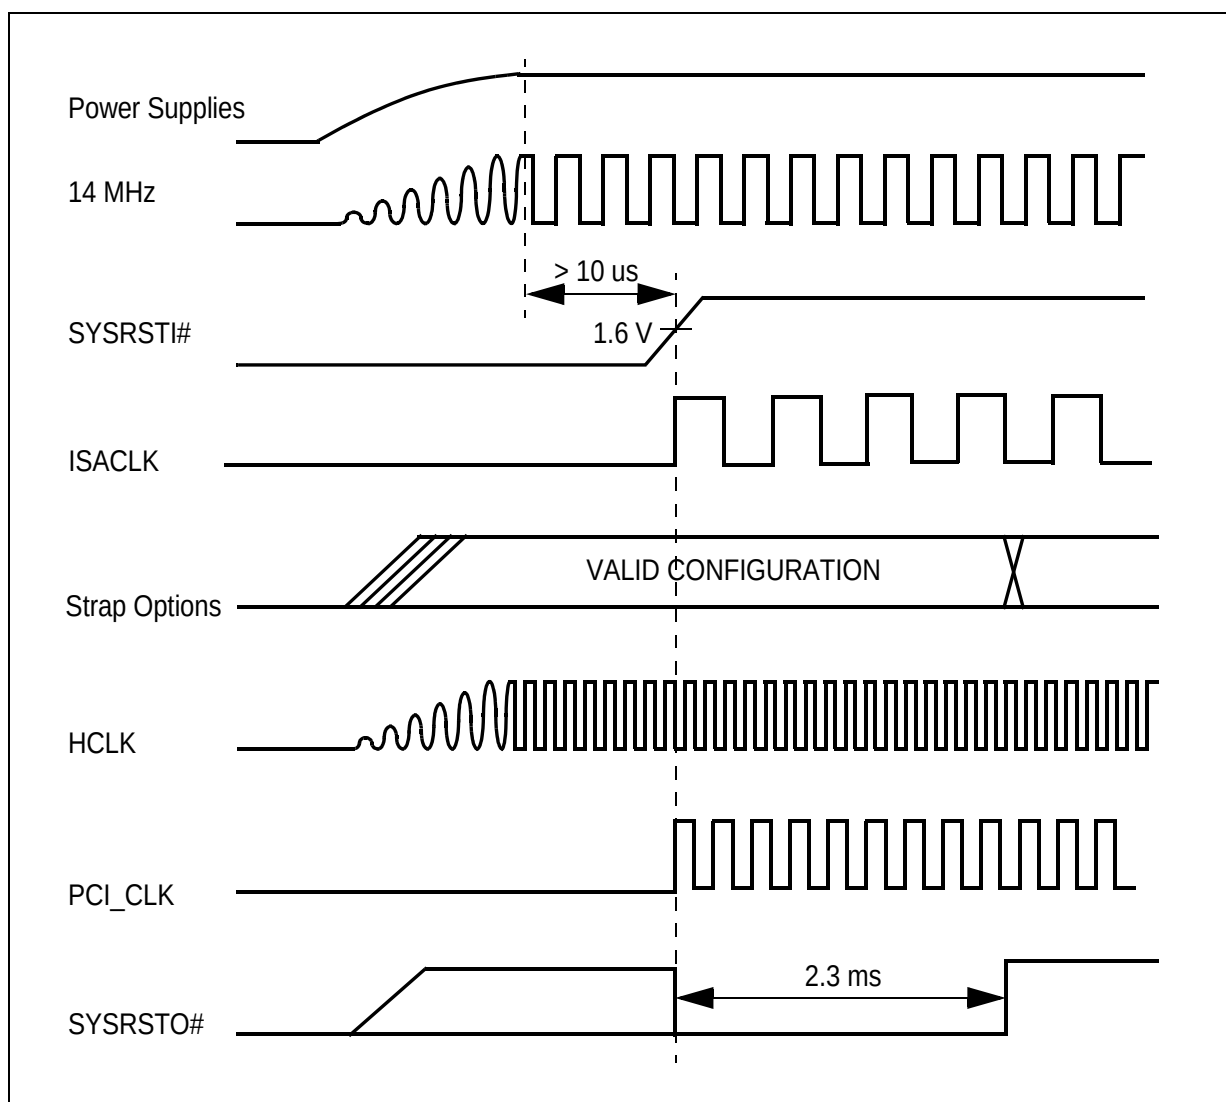 Power Supplies
14 MHz
> 10 us
SYSRSTI#
1.6 V
ISACLK
VALID CONFIGURATION
Strap Options
HCLK
PCI_CLK
2.3 ms
SYSRSTO#